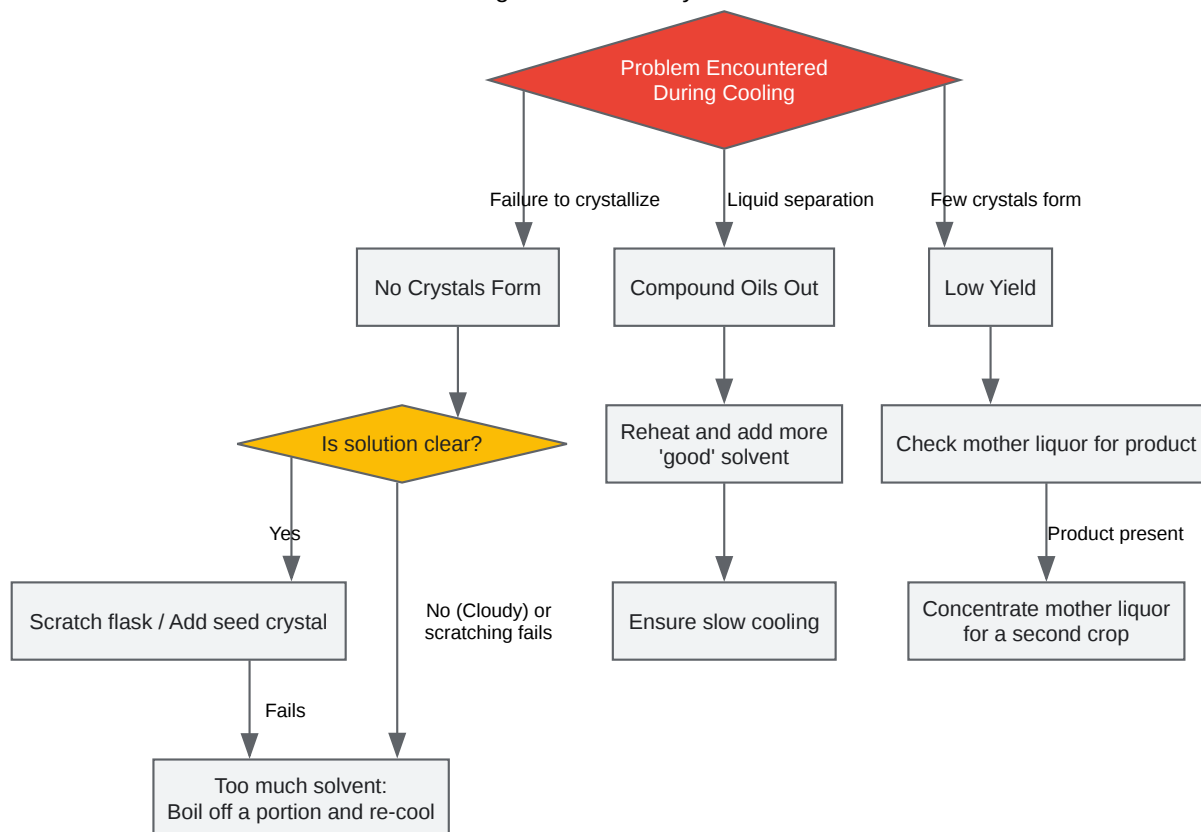 Problem Encountered
During Cooling
Failure to crystallize
Liquid separation
Few crystals form
No Crystals Form
Compound Oils Out
Low Yield
Is solution clear?
Reheat and add more
'good' solvent
Check mother liquor for product
Yes
No (Cloudy) or
scratching fails
Product present
Scratch flask / Add seed crystal
Ensure slow cooling
Concentrate mother liquor
for a second crop
Fails
Too much solvent:
Boil off a portion and re-cool